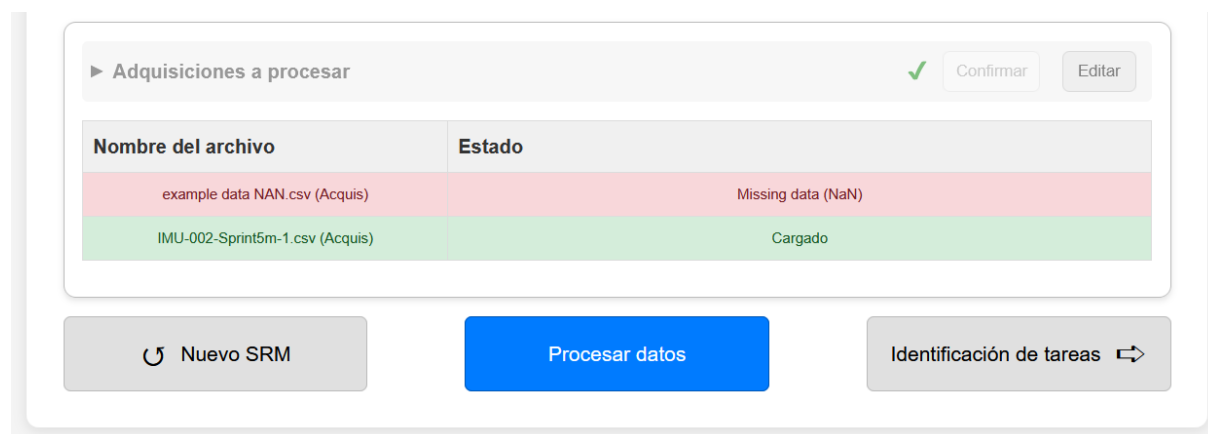 ► Adquisiciones a procesar ✓ Confirmar Editar
Nombre del archivo Estado
example data NAN.csv (Acquis) Missing data (NaN)
IMU-002-Sprint5m-1.csv (Acquis) Cargado
↺ Nuevo SRM Procesar datos Identificación de tareas ⇨